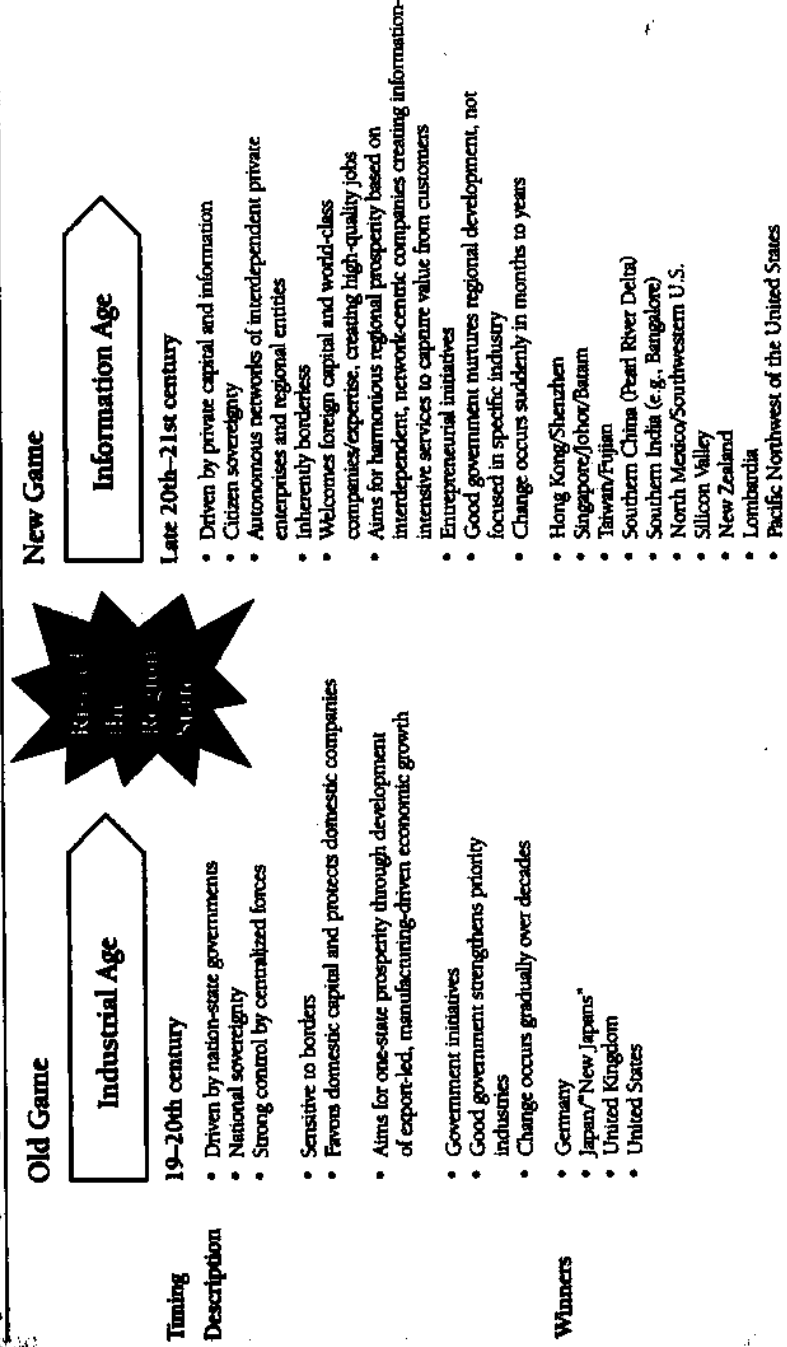 Old Game
New Game
Industrial Age
Rise of
the
Region
State
Information Age
Timing
19–20th century
Late 20th–21st century
Description
• Driven by nation-state governments
• National sovereignty
• Strong control by centralized forces
• Sensitive to borders
• Favors domestic capital and protects domestic companies
• Aims for one-state prosperity through development
of export-led, manufacturing-driven economic growth
• Government initiatives
• Good government strengthens priority
industries
• Change occurs gradually over decades
• Driven by private capital and information
• Citizen sovereignty
• Autonomous networks of interdependent private
enterprises and regional entities
• Inherently borderless
• Welcomes foreign capital and world-class
companies/expertise, creating high-quality jobs
• Aims for harmonious regional prosperity based on
interdependent, network-centric companies creating information-
intensive services to capture value from customers
• Entrepreneurial initiatives
• Good government nurtures regional development, not
focused in specific industry
• Change occurs suddenly in months to years
Winners
• Germany
• Japan/"New Japans"
• United Kingdom
• United States
• Hong Kong/Shenzhen
• Singapore/Johor/Batam
• Taiwan/Fujian
• Southern China (Pearl River Delta)
• Southern India (e.g., Bangalore)
• North Mexico/Southwestern U.S.
• Silicon Valley
• New Zealand
• Lombardia
• Pacific Northwest of the United States